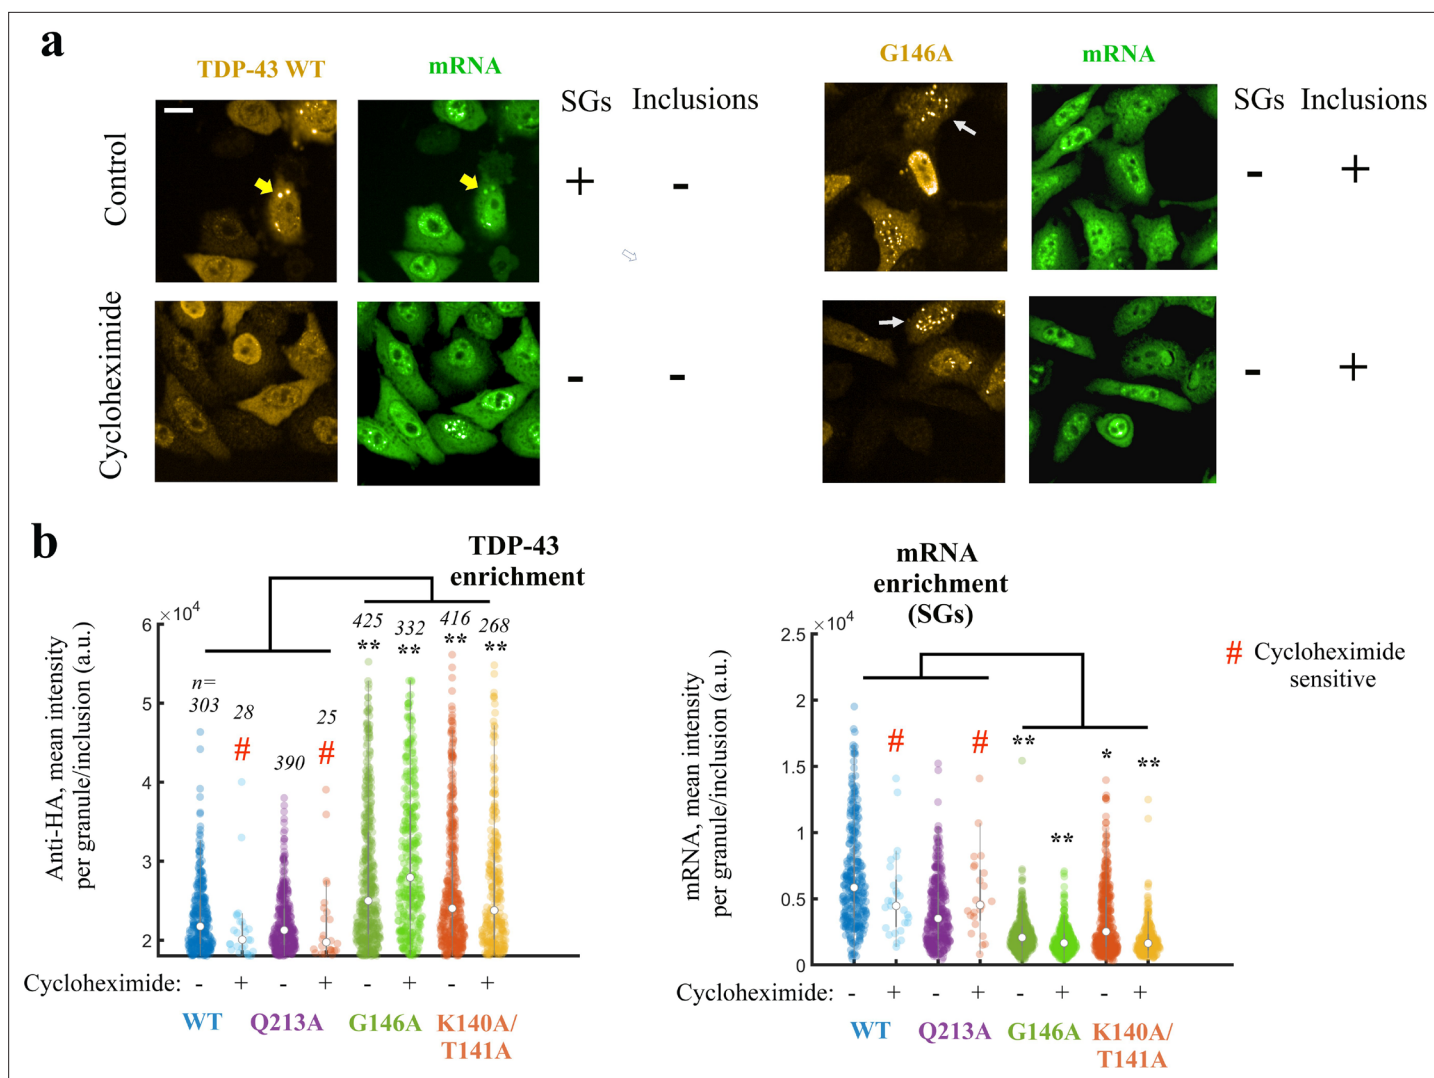 a
TDP-43 WT
mRNA
SGs
Inclusions
G146A
mRNA
SGs
Inclusions
Control
+
-
-
+
Cycloheximide
-
-
-
+
b
TDP-43
enrichment
Anti-HA, mean intensity
per granule/inclusion (a.u.)
×10⁴
6
5
4
3
2
n=
303
28
#
390
25
#
425
**
332
**
416
**
268
**
Cycloheximide: - + - + - + - +
WT
Q213A
G146A
K140A/
T141A
mRNA
enrichment
(SGs)
mRNA, mean intensity
per granule/inclusion (a.u.)
×10⁴
2.5
2
1.5
1
0.5
0
#
#
**
**
*
**
# Cycloheximide
sensitive
Cycloheximide: - + - + - + - +
WT
Q213A
G146A
K140A/
T141A